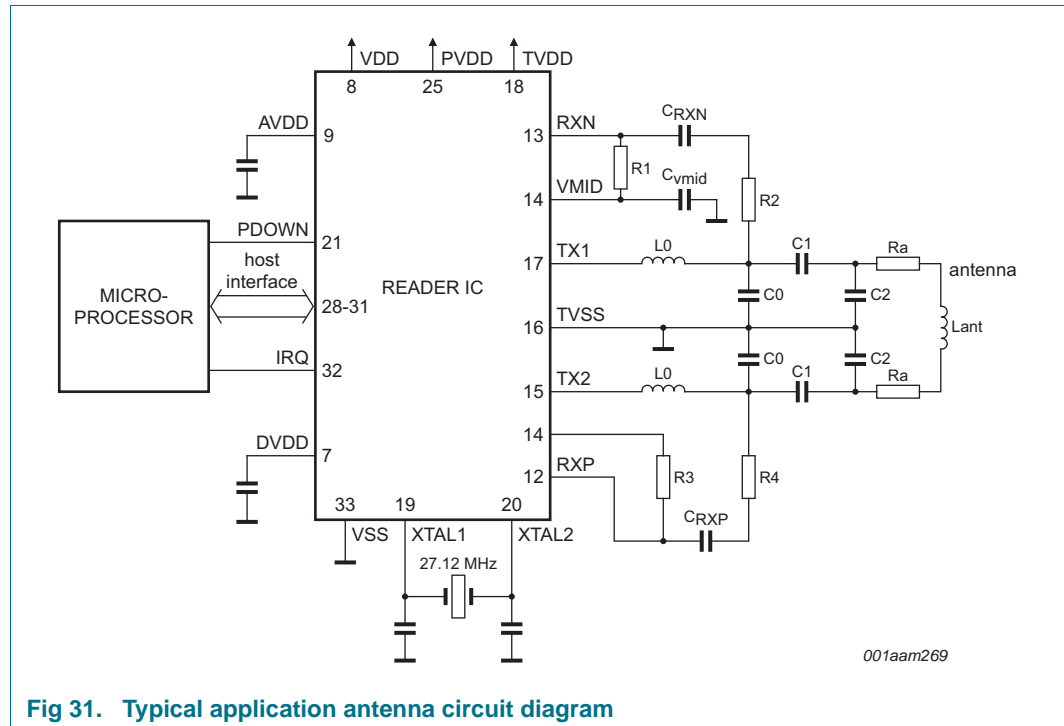 VDD PVDD TVDD
8 25 18
AVDD
9
13 RXN
CRXN
R1
14 VMID
Cvmid
R2
PDOWN
21
host
interface
MICRO-
PROCESSOR
28-31
READER IC
17 TX1
L0
C1
Ra
antenna
C0
C2
16 TVSS
Lant
C0
C2
IRQ
32
15 TX2
L0
C1
Ra
14
DVDD
7
12 RXP
R3
R4
CRXP
33 19 20
VSS XTAL1 XTAL2
27.12 MHz
001aam269
Fig 31. Typical application antenna circuit diagram